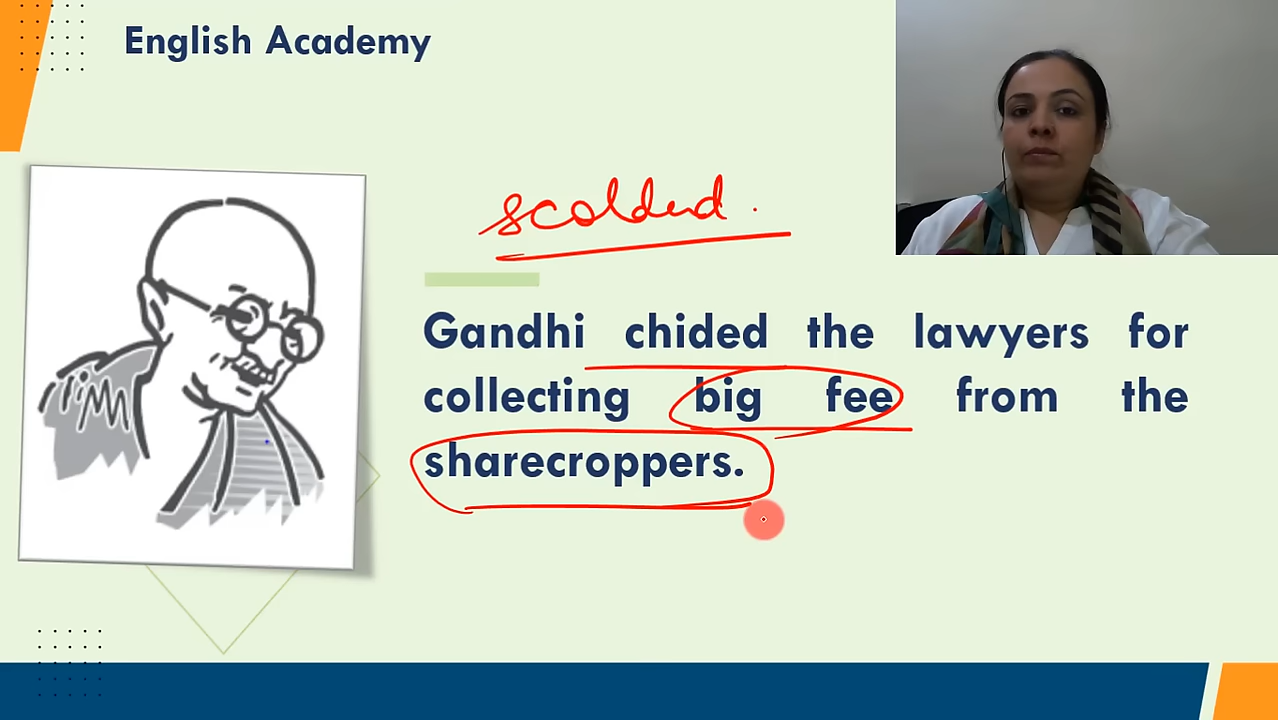 English Academy
scolded.
Gandhi chided the lawyers for
collecting big fee from the
sharecroppers.